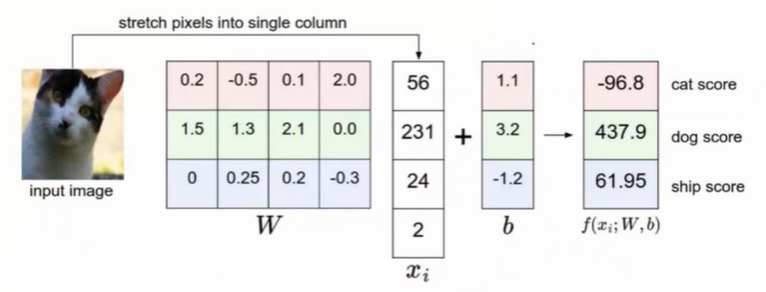 stretch pixels into single column
0.2 -0.5 0.1 2.0
1.5 1.3 2.1 0.0
0 0.25 0.2 -0.3
W
56
231
24
2
x_i
+
1.1
3.2
-1.2
b
→
-96.8 cat score
437.9 dog score
61.95 ship score
f(x_i; W, b)
input image